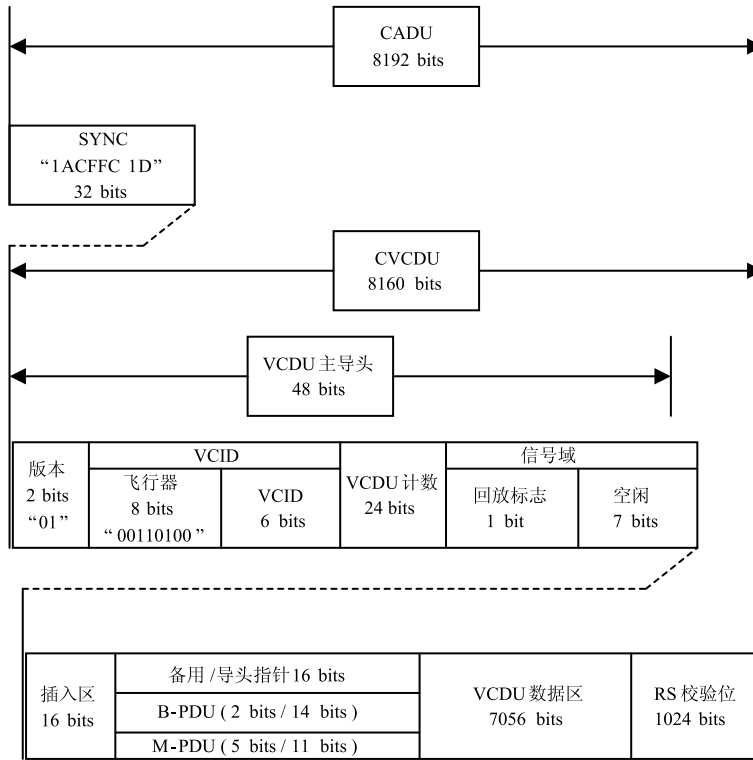 CADU
8192 bits
SYNC
“1ACFFC 1D”
32 bits
CVCDU
8160 bits
VCDU 主导头
48 bits
版本
2 bits
“01”
VCID
飞行器
8 bits
“00110100”
VCID
6 bits
VCDU 计数
24 bits
信号域
回放标志
1 bit
空闲
7 bits
插入区
16 bits
备用 /导头指针16 bits
B-PDU ( 2 bits / 14 bits )
M-PDU ( 5 bits / 11 bits )
VCDU 数据区
7056 bits
RS 校验位
1024 bits